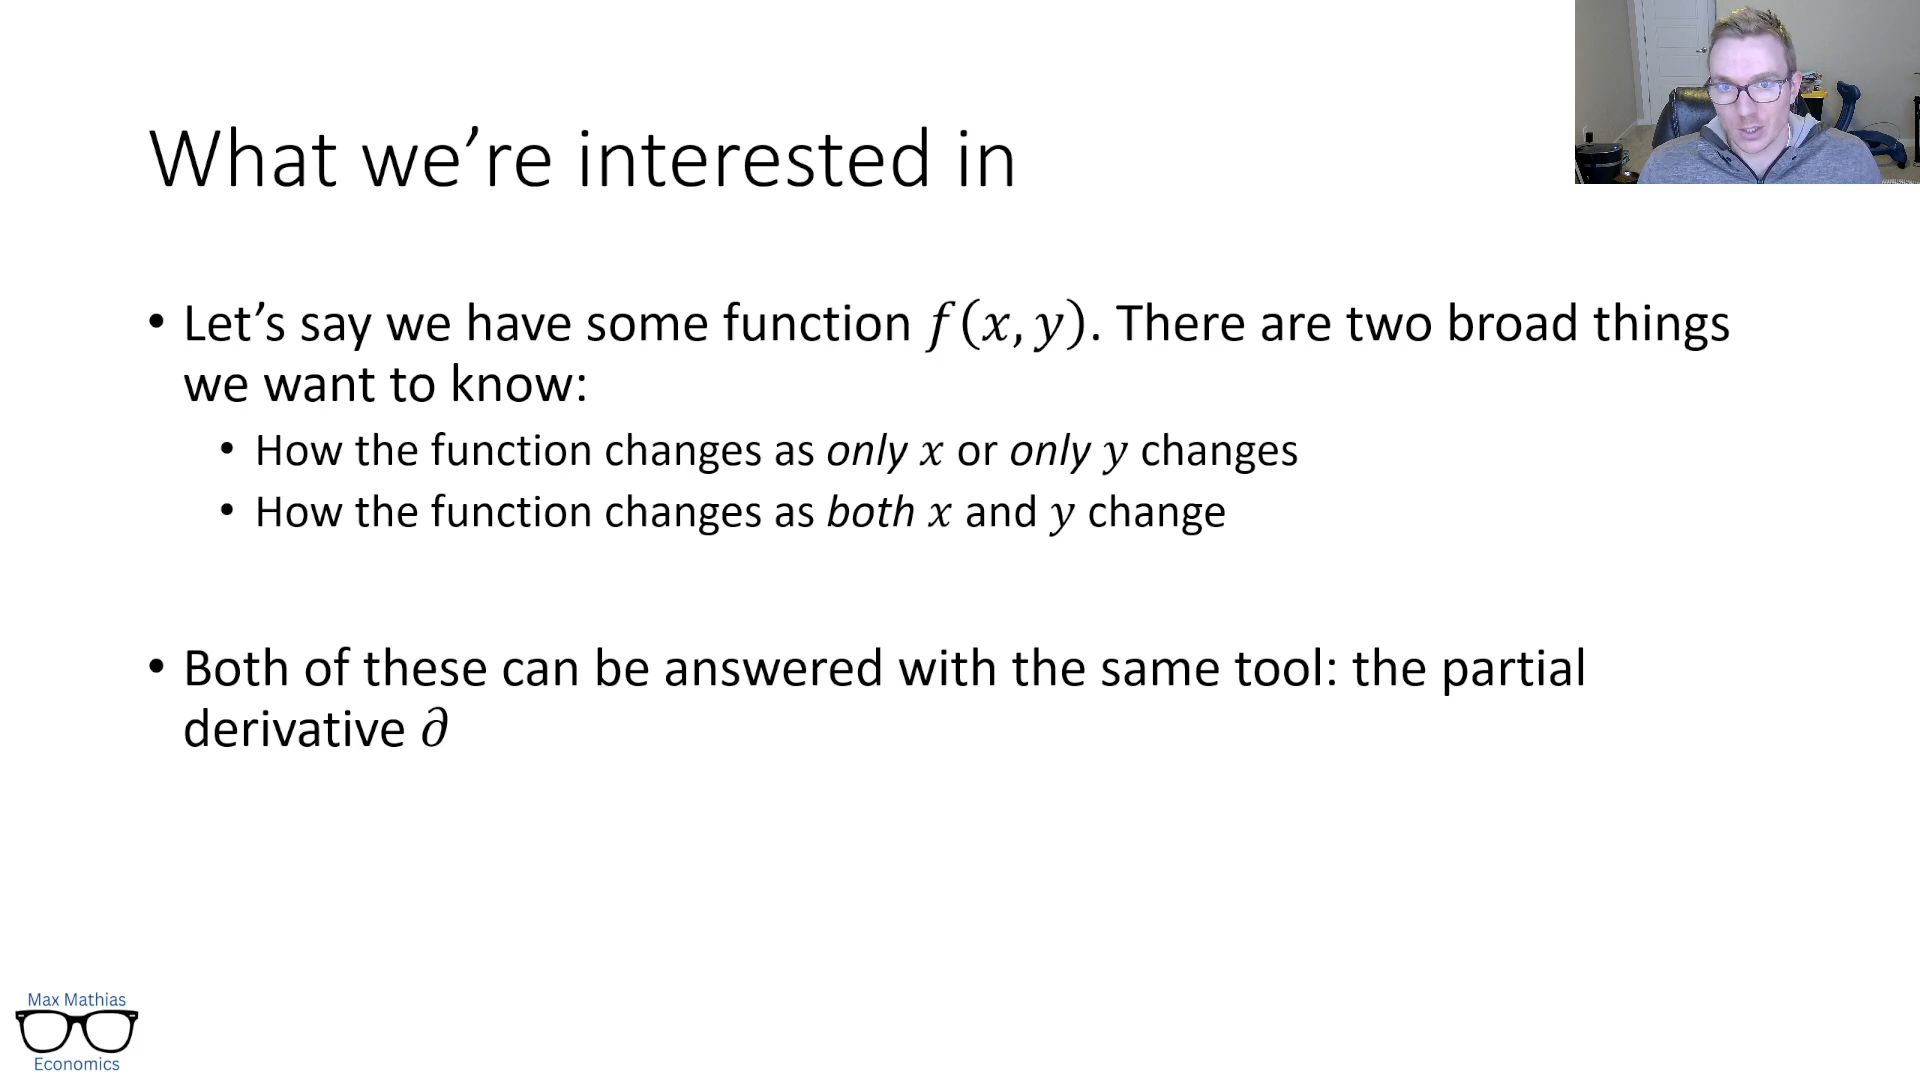 What we’re interested in
• Let’s say we have some function f(x, y). There are two broad things
we want to know:
• How the function changes as only x or only y changes
• How the function changes as both x and y change
• Both of these can be answered with the same tool: the partial
derivative ∂
Max Mathias
Economics